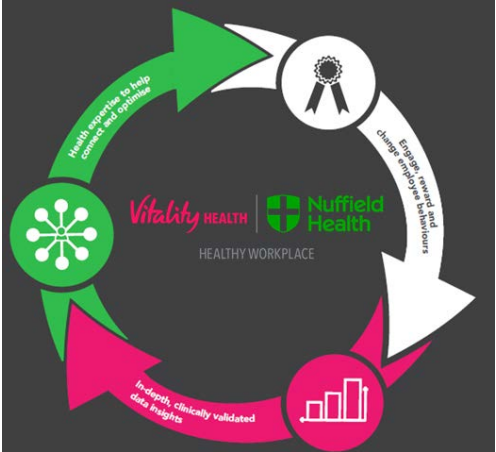 Health expertise to help
connect and optimise
Engage, reward and
change employee behaviours
Vitality HEALTH
Nuffield
Health
HEALTHY WORKPLACE
In-depth, clinically validated
data insights